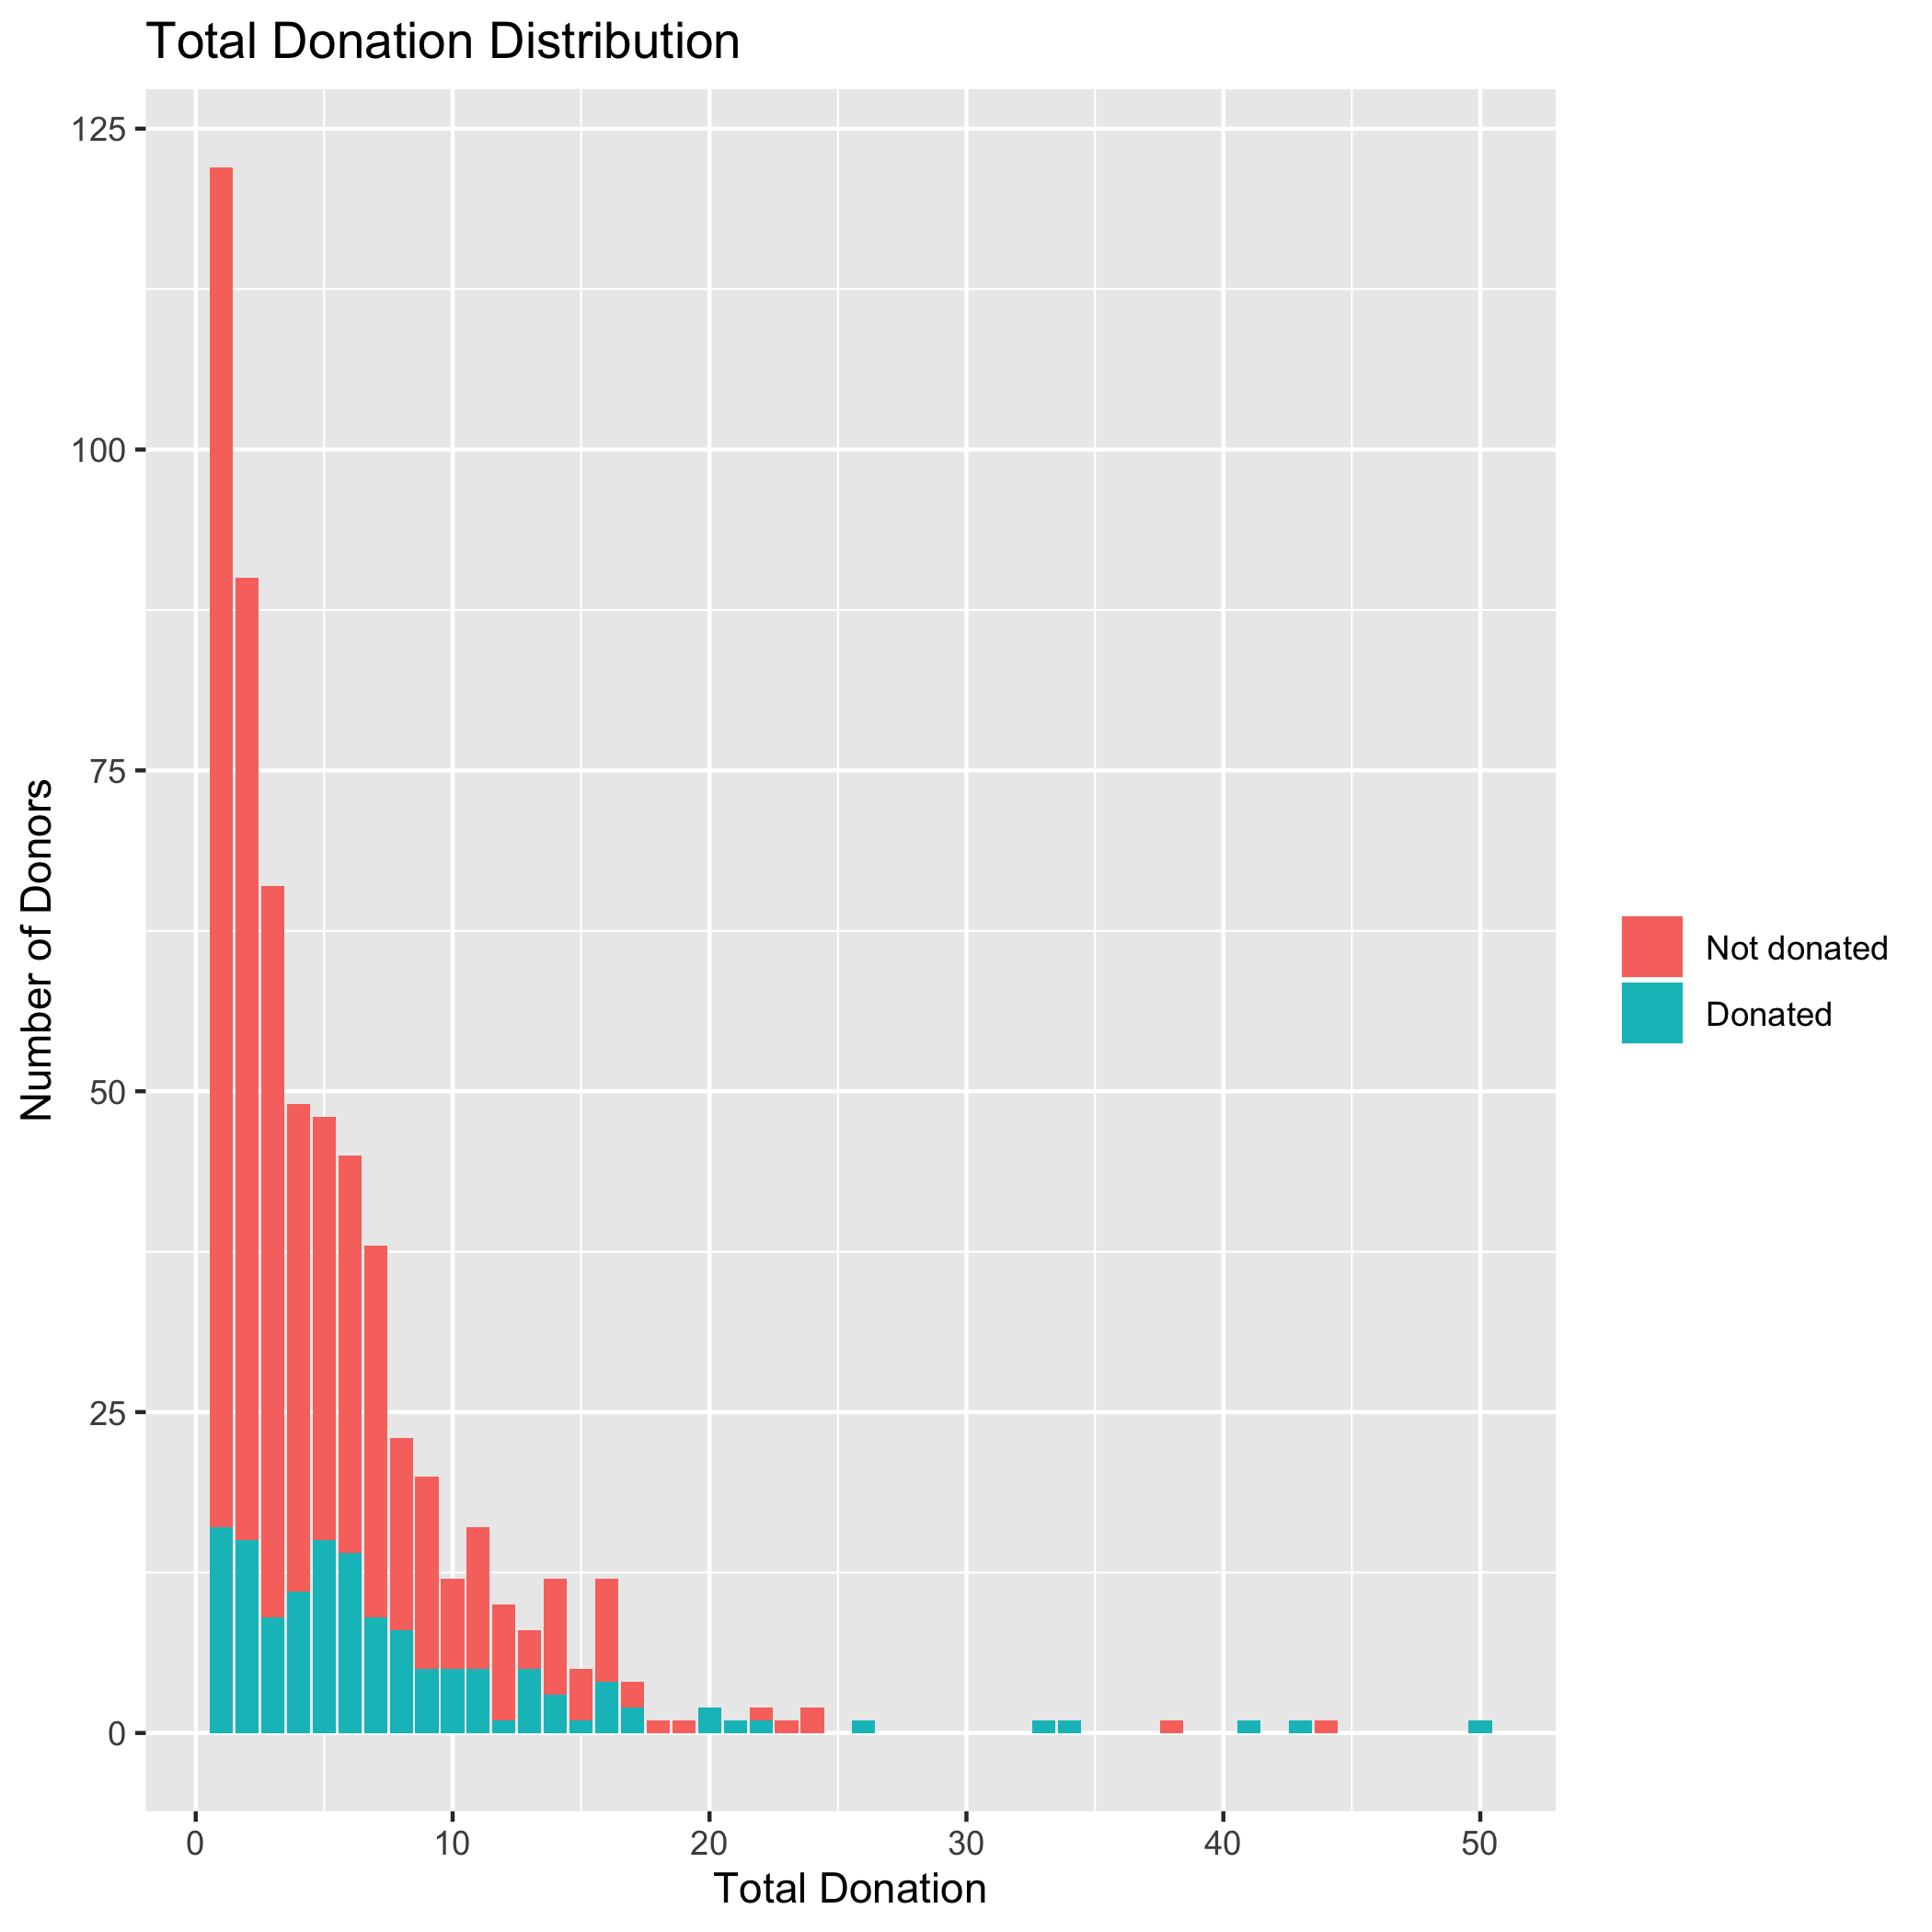 Total Donation Distribution
125
100
75
50
25
0
Number of Donors
0 10 20 30 40 50
Total Donation
Not donated
Donated